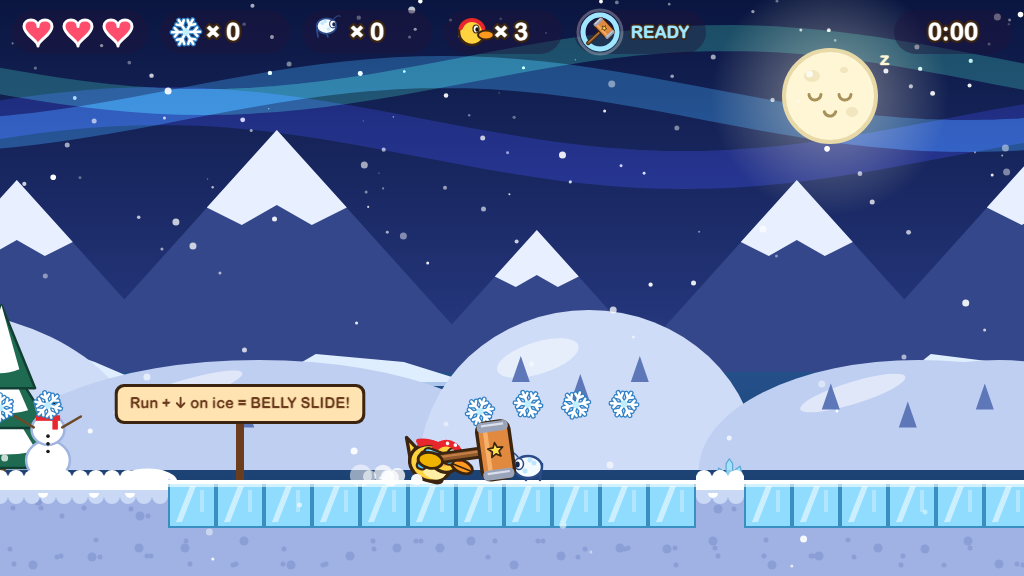 × 0
× 0
× 3
READY
0:00
z
Run + ↓ on ice = BELLY SLIDE!